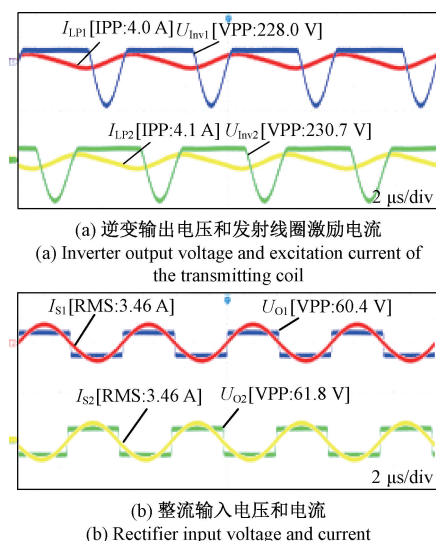 I_LP1[IPP:4.0 A] U_Inv1[VPP:228.0 V]
I_LP2[IPP:4.1 A] U_Inv2[VPP:230.7 V]
2 μs/div
(a) 逆变输出电压和发射线圈激励电流
(a) Inverter output voltage and excitation current of
the transmitting coil
I_S1[RMS:3.46 A] U_O1[VPP:60.4 V]
I_S2[RMS:3.46 A] U_O2[VPP:61.8 V]
2 μs/div
(b) 整流输入电压和电流
(b) Rectifier input voltage and current